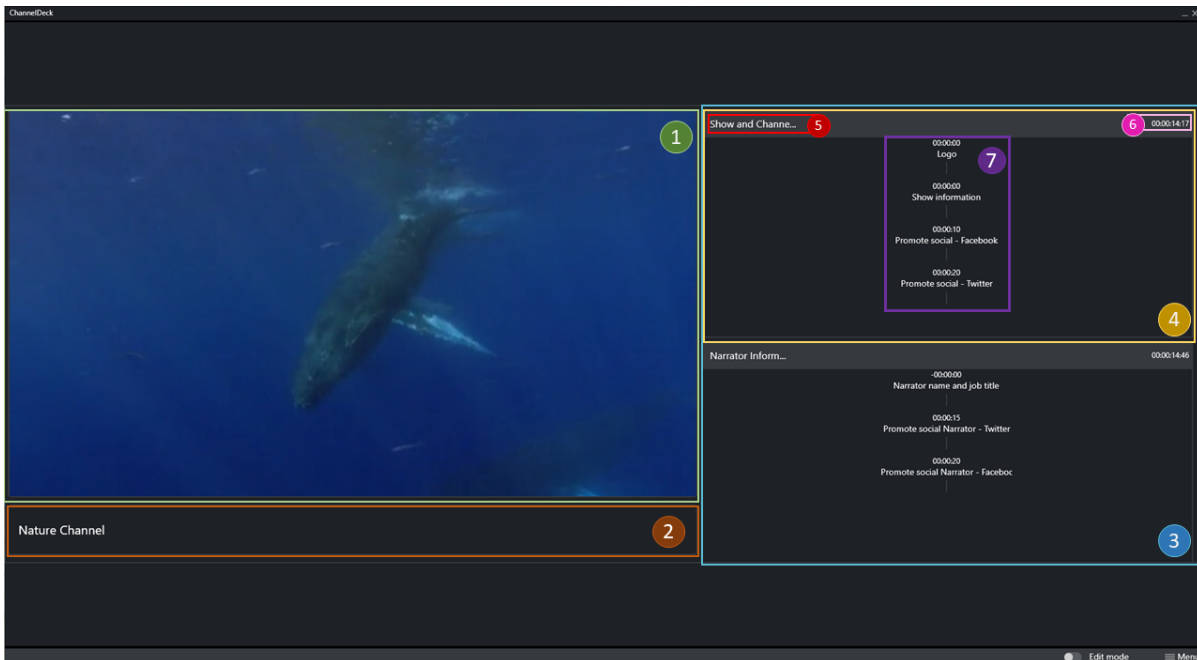 ChannelDeck
1
Show and Channe... 5
6 00:00:14:17
7
00:00:00
Logo
00:00:00
Show information
00:00:10
Promote social - Facebook
00:00:20
Promote social - Twitter
4
Narrator Inform...
00:00:14:46
-00:00:00
Narrator name and job title
00:00:15
Promote social Narrator - Twitter
00:00:20
Promote social Narrator - Faceboc
Nature Channel
2
3
Edit mode
Menu